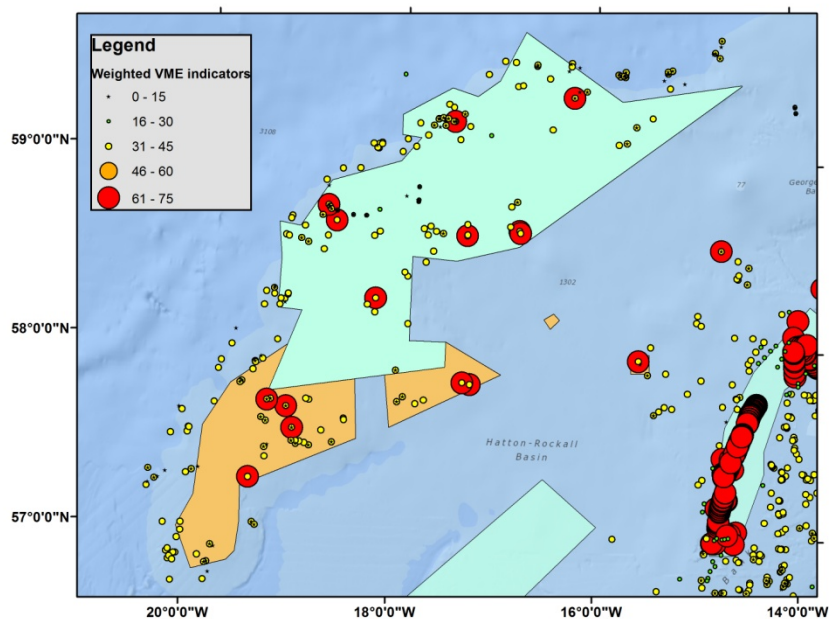 Legend
Weighted VME indicators
0 - 15
16 - 30
31 - 45
46 - 60
61 - 75
59°0'0"N
58°0'0"N
57°0'0"N
3108
77
George
Ba
1302
Hatton-Rockall
Basin
20°0'0"W
18°0'0"W
16°0'0"W
14°0'0"W